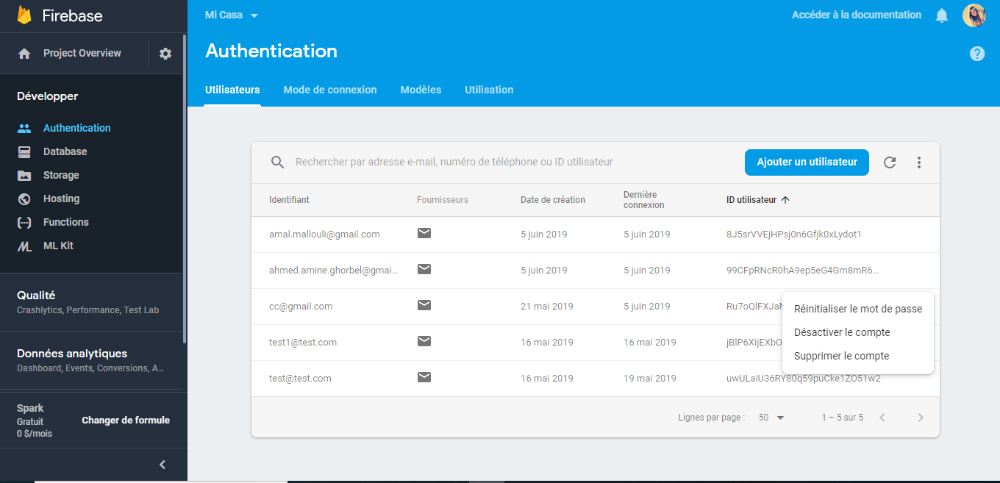 Firebase
Mi Casa
Accéder à la documentation
Project Overview
Authentication
Développer
Utilisateurs
Mode de connexion
Modèles
Utilisation
Authentication
Database
Storage
Hosting
Functions
ML Kit
Qualité
Crashlytics, Performance, Test Lab
Données analytiques
Dashboard, Events, Conversions, A...
Spark
Gratuit
0 $/mois
Changer de formule
Rechercher par adresse e-mail, numéro de téléphone ou ID utilisateur
Ajouter un utilisateur
Identifiant
Fournisseurs
Date de création
Dernière
connexion
ID utilisateur
amal.mallouli@gmail.com
5 juin 2019
5 juin 2019
8J5srVVEjHPsj0n6Gfjk0xLydot1
ahmed.amine.ghorbel@gmai...
5 juin 2019
5 juin 2019
99CFpRNcR0hA9ep5eG4Gm8mR6...
cc@gmail.com
21 mai 2019
5 juin 2019
Ru7oQlFXJa
test1@test.com
16 mai 2019
16 mai 2019
jBlP6XijEXbO
test@test.com
16 mai 2019
19 mai 2019
uwULaiU36RY80q59puCke1ZO51w2
Réinitialiser le mot de passe
Désactiver le compte
Supprimer le compte
Lignes par page :
50
1 – 5 sur 5